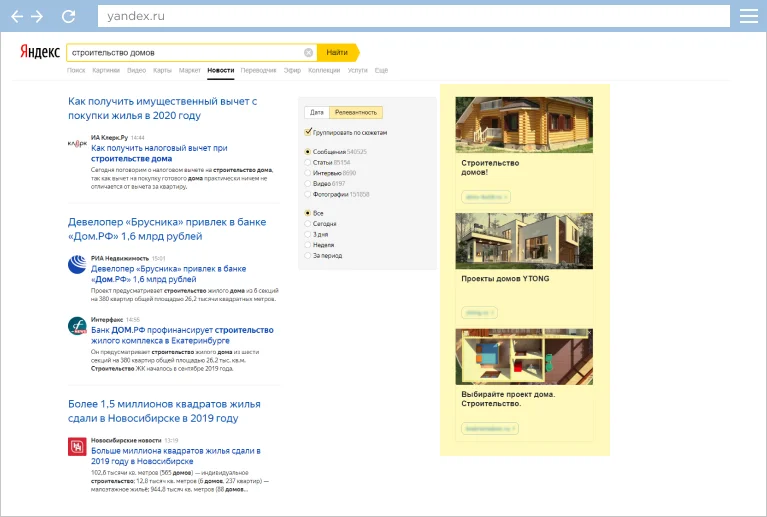 yandex.ru
Яндекс
строительство домов
Найти
Поиск Картинки Видео Карты Маркет Новости Переводчик Эфир Коллекции Услуги Ещё
Как получить имущественный вычет с
покупки жилья в 2020 году
КЛЕРК
ИА Клерк.Ру 14:44
Как получить налоговый вычет при
строительстве дома
Сегодня поговорим о налоговом вычете на строительство дома,
так как вычет на покупку готового дома практически ничем не
отличается от вычета за квартиру.
Девелопер «Брусника» привлек в банке
«Дом.РФ» 1,6 млрд рублей
РИА Недвижимость 15:01
Девелопер «Брусника» привлек в банке
«Дом.РФ» 1,6 млрд рублей
Проект предусматривает строительство жилого дома из 6 секций
на 380 квартир общей площадью 26,2 тысячи квадратных метров.
Интерфакс 14:56
Банк ДОМ.РФ профинансирует строительство
жилого комплекса в Екатеринбурге
Он предусматривает строительство жилого дома из шести
секций на 380 квартир общей площадью 26,2 тыс. кв.м.
Строительство ЖК началось в сентябре 2019 года.
Более 1,5 миллионов квадратов жилья
сдали в Новосибирске в 2019 году
Новосибирские новости 13:19
Больше миллиона квадратов жилья сдали в
2019 году в Новосибирске
102,6 тысячи кв. метров (565 домов) — индивидуальное
строительство; 12,8 тысяч кв. метров (6 домов, 237 квартир) —
малоэтажное жильё; 944,8 тысяч кв. метров (88 домов...
Дата Релевантность
Группировать по сюжетам
Сообщения 540525
Статьи 85154
Интервью 8690
Видео 6197
Фотографии 151858
Все
Сегодня
3 дня
Неделя
За период
Строительство
домов!
Проекты домов YTONG
Выбирайте проект дома.
Строительство.